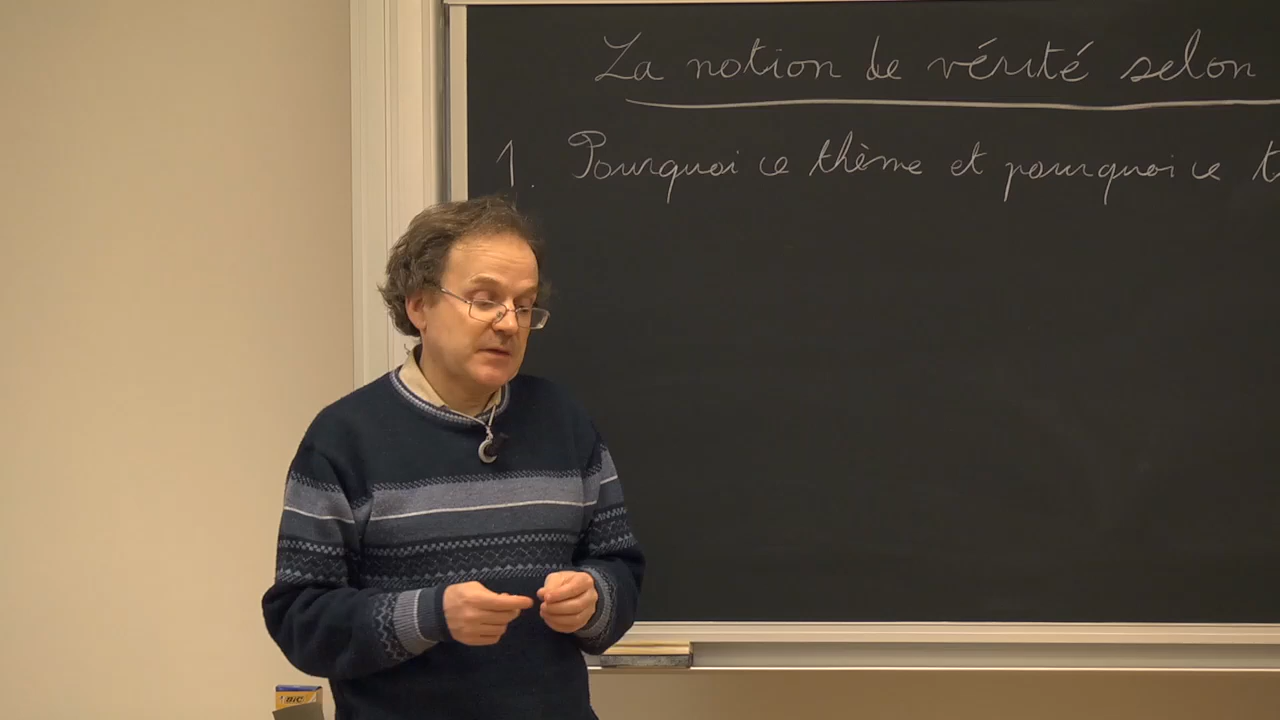 La notion de vérité selon
1. Pourquoi ce thème et pourquoi ce
BIC